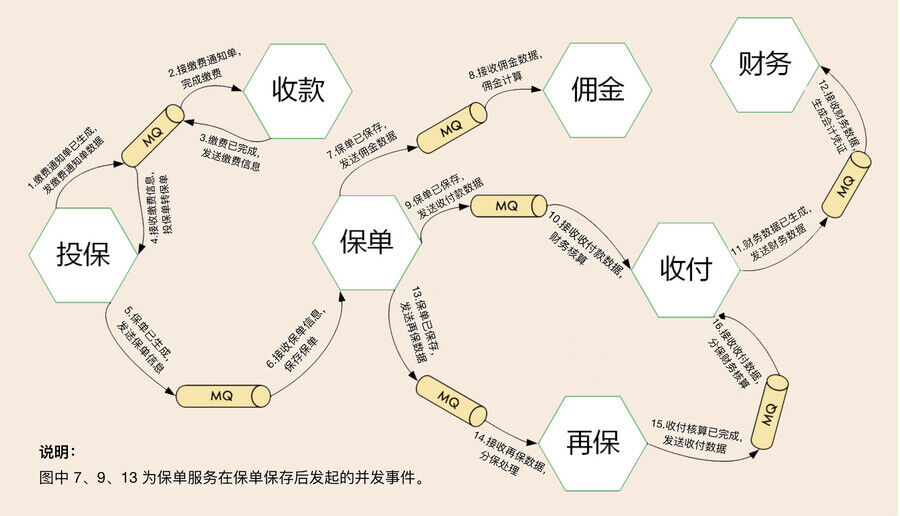 2.接缴费通知单，
完成缴费
收款
MQ
3.缴费已完成，
发送缴费信息
1.缴费通知单已生成，
发缴费通知单数据
4.接收缴费信息，
投保单转保单
投保
5.保单已生成，
发送保单信息
MQ
6.接收保单信息，
保存保单
保单
7.保单已保存，
发送佣金数据
MQ
8.接收佣金数据，
佣金计算
佣金
9.保单已保存，
发送收付款数据
MQ
10.接收收付款数据，
财务核算
收付
11.财务数据已生成，
发送财务数据
MQ
12.接收财务数据，
生成会计凭证
财务
13.保单已保存，
发送再保数据
MQ
14.接收再保数据，
分保处理
再保
15.收付核算已完成，
发送收付数据
MQ
16.接收收付数据，
分保财务核算
说明：
图中 7、9、13 为保单服务在保单保存后发起的并发事件。